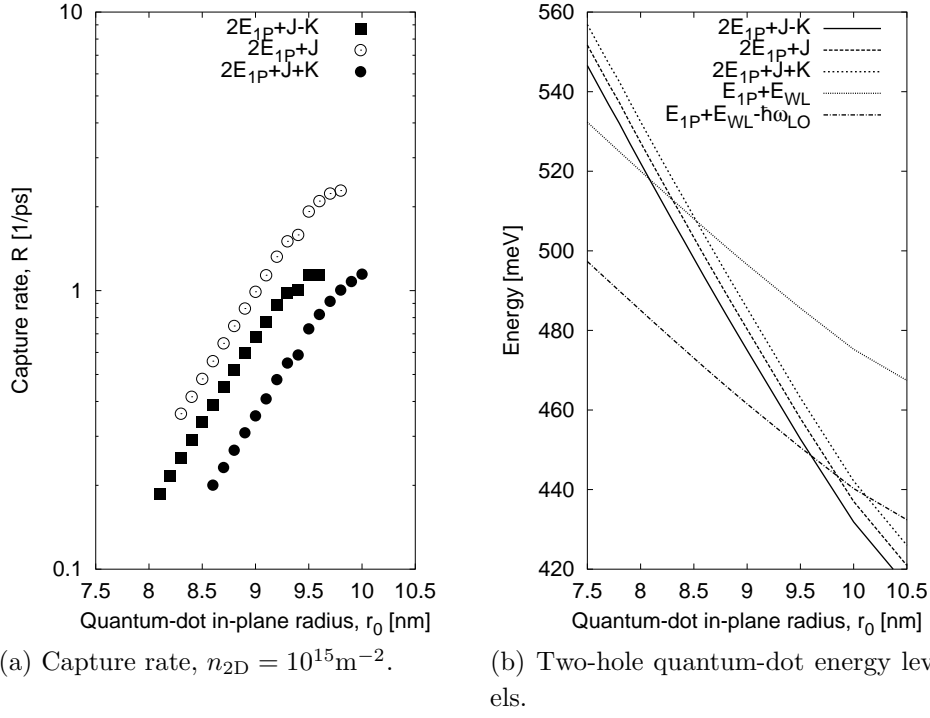 10
1
0.1
Capture rate, R [1/ps]
2E1P+J-K
2E1P+J
2E1P+J+K
7.5 8 8.5 9 9.5 10 10.5
Quantum-dot in-plane radius, r0 [nm]
(a) Capture rate, n2D = 10^15 m^−2.
560
540
520
500
480
460
440
420
Energy [meV]
2E1P+J-K
2E1P+J
2E1P+J+K
E1P+EWL
E1P+EWL-ħωLO
7.5 8 8.5 9 9.5 10 10.5
Quantum-dot in-plane radius, r0 [nm]
(b) Two-hole quantum-dot energy lev-
els.